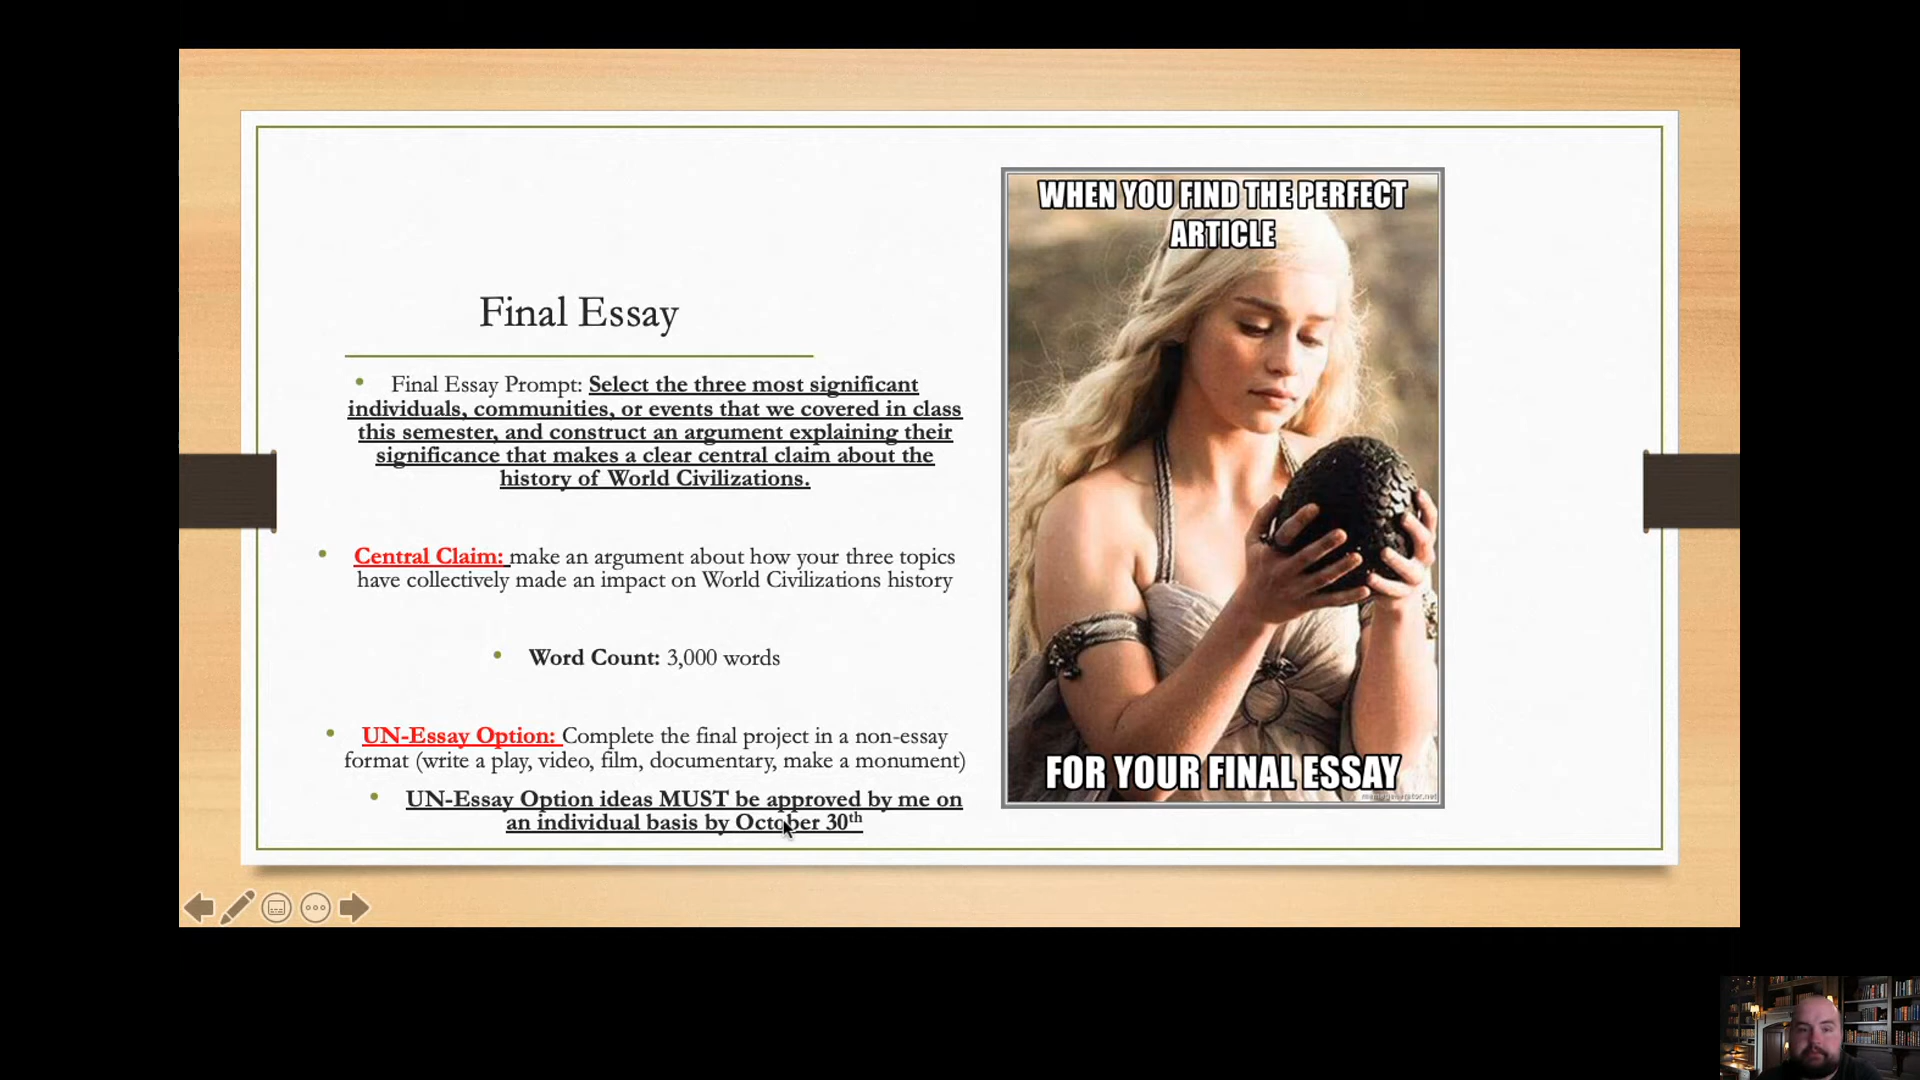 Final Essay
Final Essay Prompt: Select the three most significant
individuals, communities, or events that we covered in class
this semester, and construct an argument explaining their
significance that makes a clear central claim about the
history of World Civilizations.
Central Claim: make an argument about how your three topics
have collectively made an impact on World Civilizations history
Word Count: 3,000 words
UN-Essay Option: Complete the final project in a non-essay
format (write a play, video, film, documentary, make a monument)
UN-Essay Option ideas MUST be approved by me on
an individual basis by October 30th
WHEN YOU FIND THE PERFECT
ARTICLE
FOR YOUR FINAL ESSAY
memegenerator.net